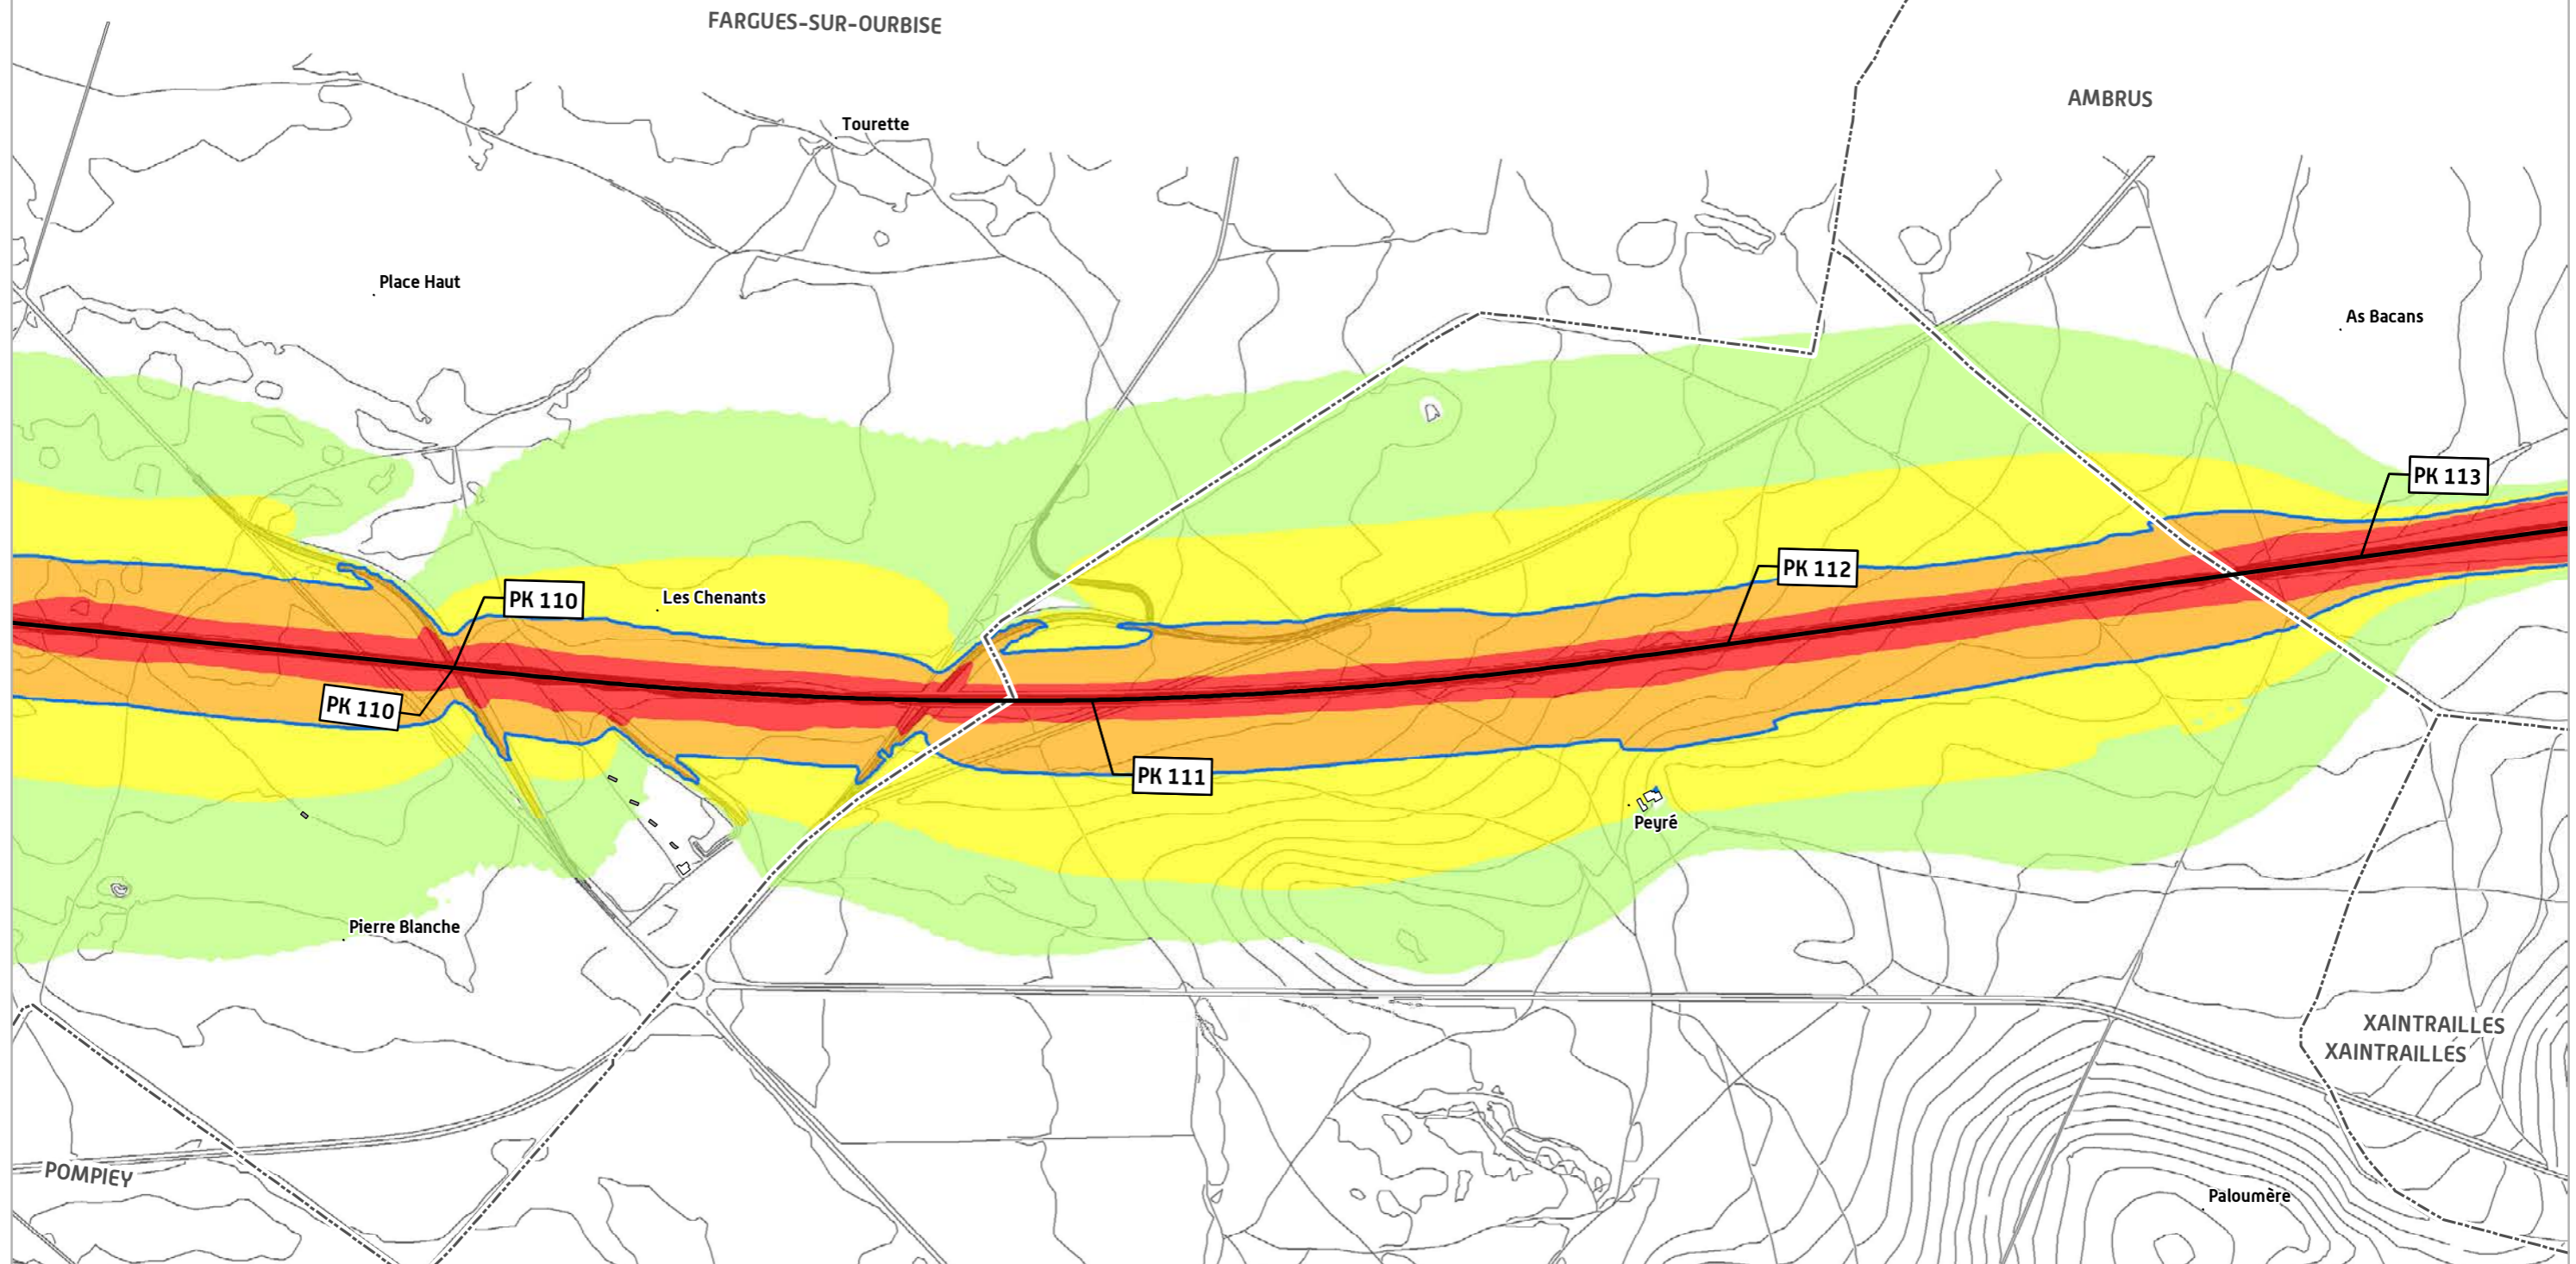 FARGUES-SUR-OURBISE
AMBRUS
Tourette
Place Haut
As Bacans
PK 113
PK 112
PK 110
Les Chenants
PK 110
PK 111
Peyré
Pierre Blanche
XAINTRAILLES
XAINTRAILLES
POMPIEY
Paloumère